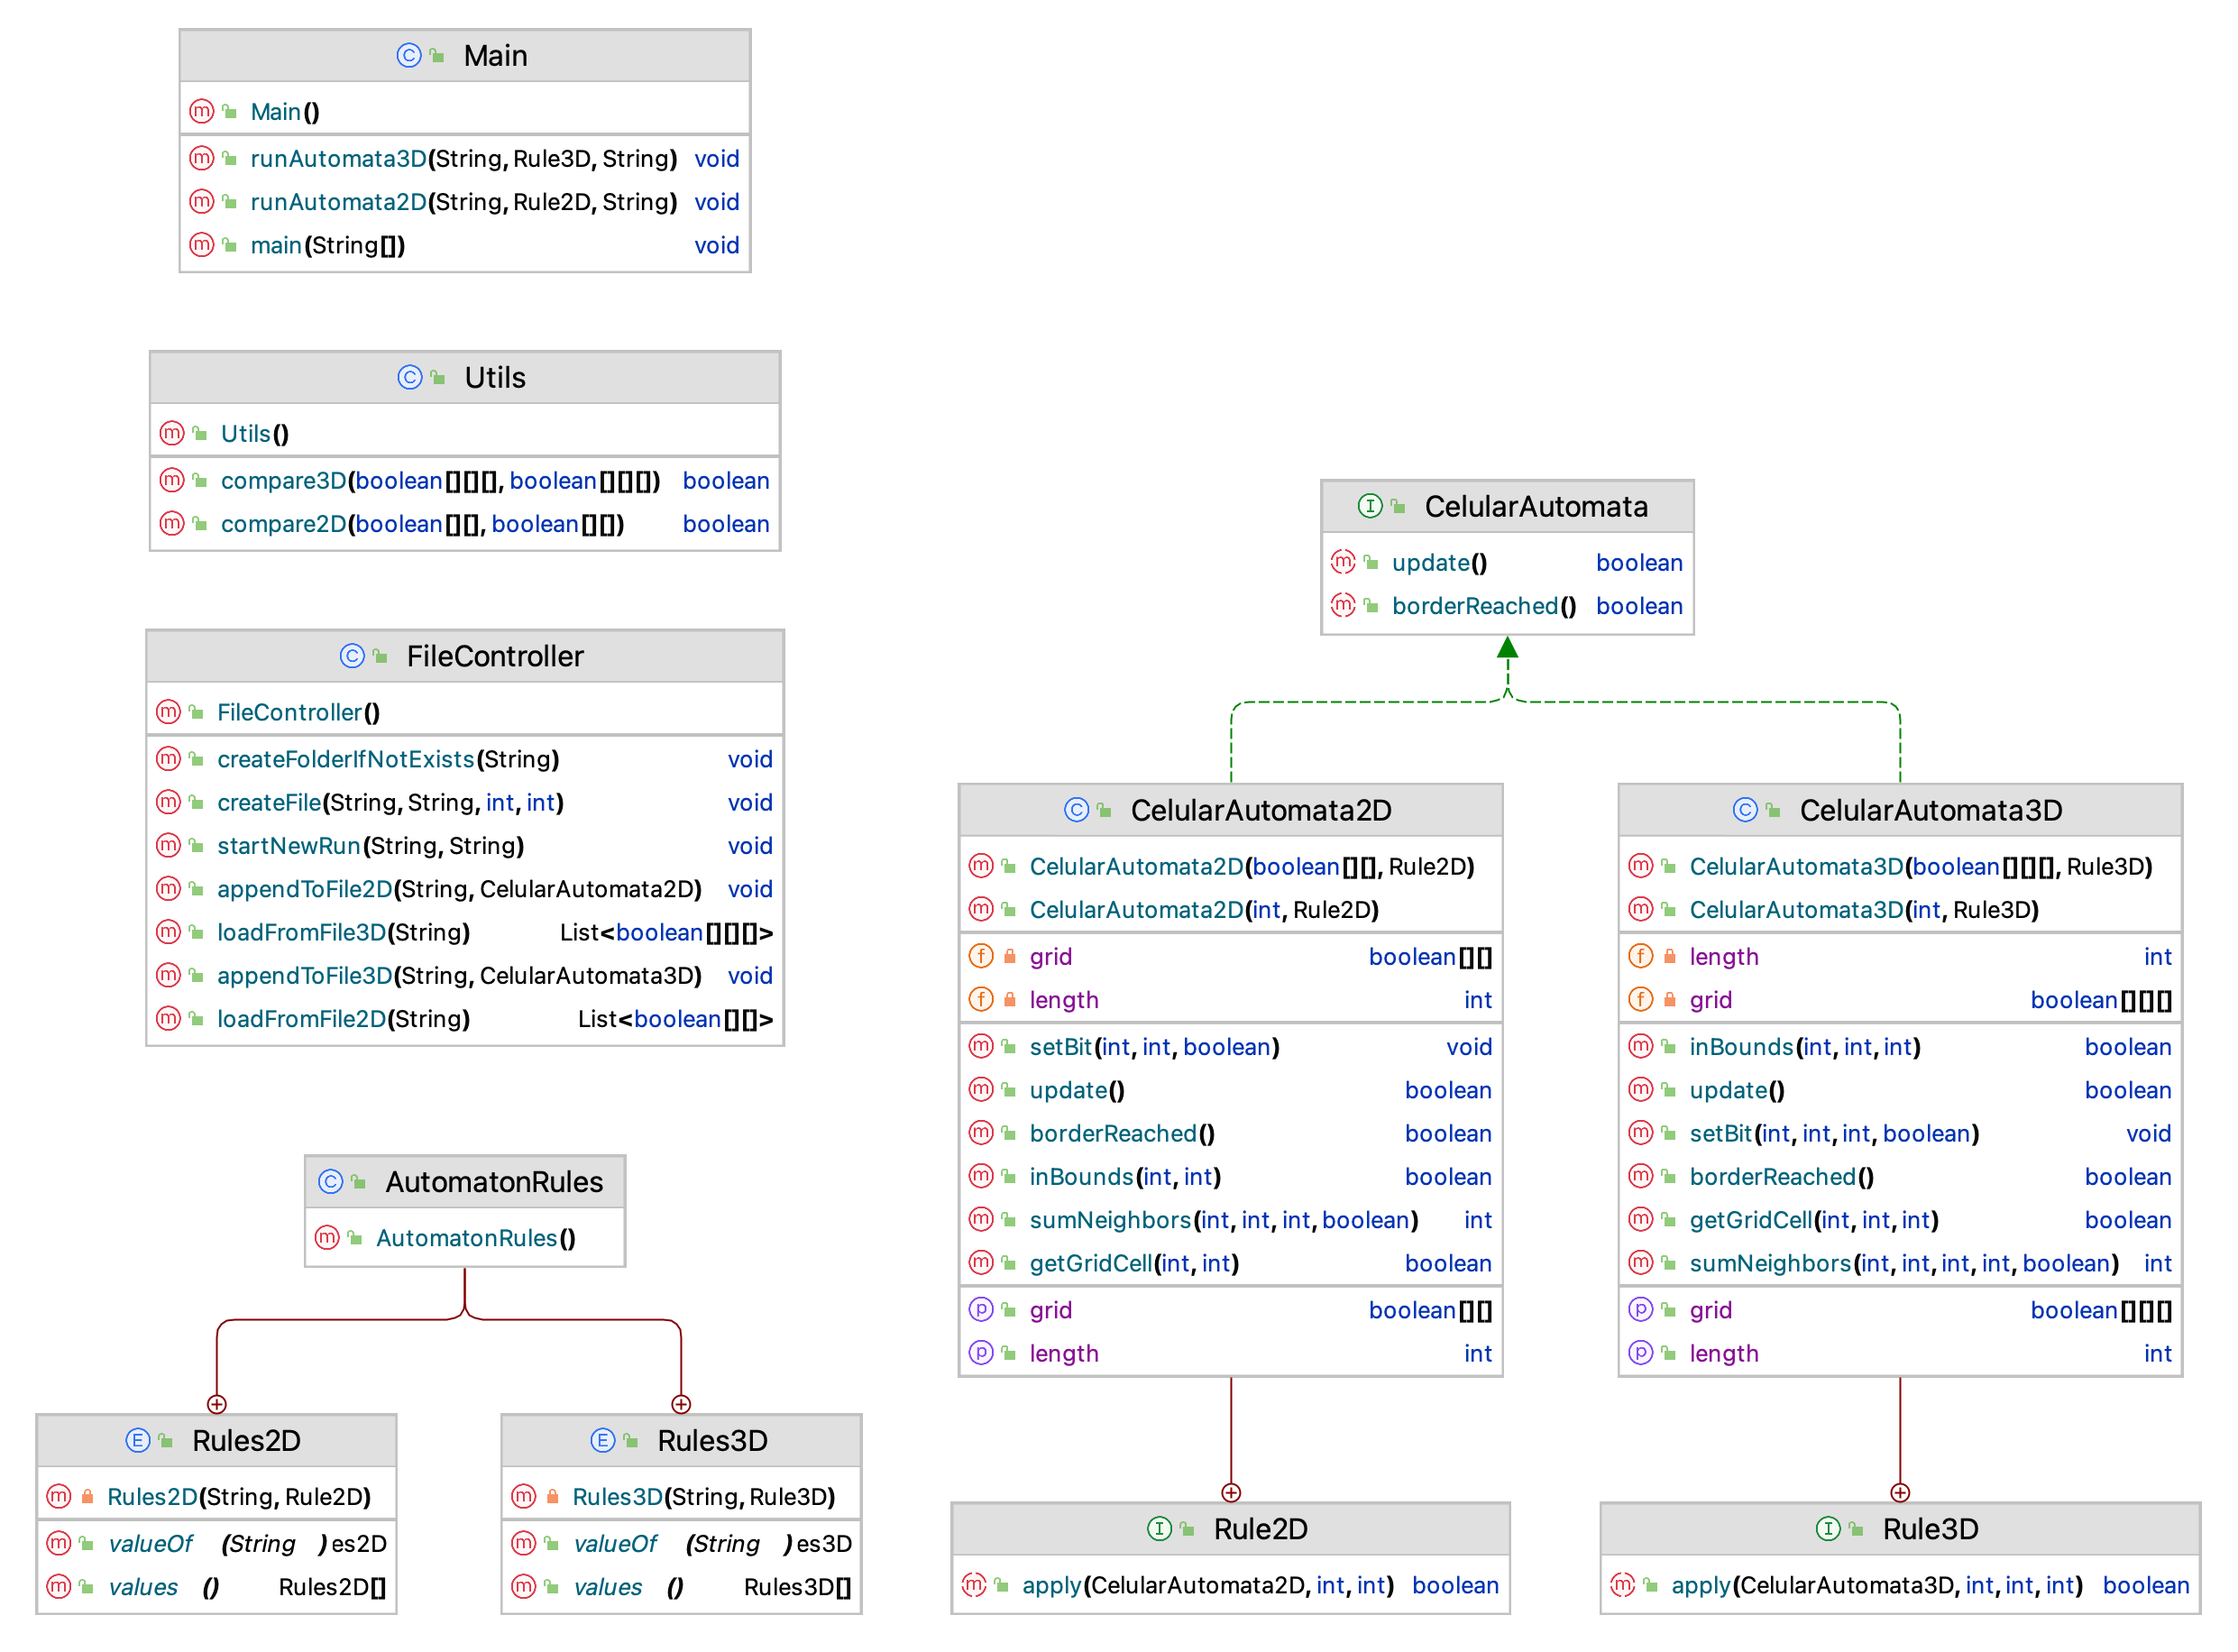 Main
Main()
runAutomata3D(String, Rule3D, String) void
runAutomata2D(String, Rule2D, String) void
main(String[]) void
Utils
Utils()
compare3D(boolean[][][], boolean[][][]) boolean
compare2D(boolean[][], boolean[][]) boolean
FileController
FileController()
createFolderIfNotExists(String) void
createFile(String, String, int, int) void
startNewRun(String, String) void
appendToFile2D(String, CelularAutomata2D) void
loadFromFile3D(String) List<boolean[][][]>
appendToFile3D(String, CelularAutomata3D) void
loadFromFile2D(String) List<boolean[][]>
AutomatonRules
AutomatonRules()
Rules2D
Rules2D(String, Rule2D)
valueOf (String ) es2D
values () Rules2D[]
Rules3D
Rules3D(String, Rule3D)
valueOf (String ) es3D
values () Rules3D[]
CelularAutomata
update() boolean
borderReached() boolean
CelularAutomata2D
CelularAutomata2D(boolean[][], Rule2D)
CelularAutomata2D(int, Rule2D)
grid boolean[][]
length int
setBit(int, int, boolean) void
update() boolean
borderReached() boolean
inBounds(int, int) boolean
sumNeighbors(int, int, int, boolean) int
getGridCell(int, int) boolean
grid boolean[][]
length int
CelularAutomata3D
CelularAutomata3D(boolean[][][], Rule3D)
CelularAutomata3D(int, Rule3D)
length int
grid boolean[][][]
inBounds(int, int, int) boolean
update() boolean
setBit(int, int, int, boolean) void
borderReached() boolean
getGridCell(int, int, int) boolean
sumNeighbors(int, int, int, int, boolean) int
grid boolean[][][]
length int
Rule2D
apply(CelularAutomata2D, int, int) boolean
Rule3D
apply(CelularAutomata3D, int, int, int) boolean